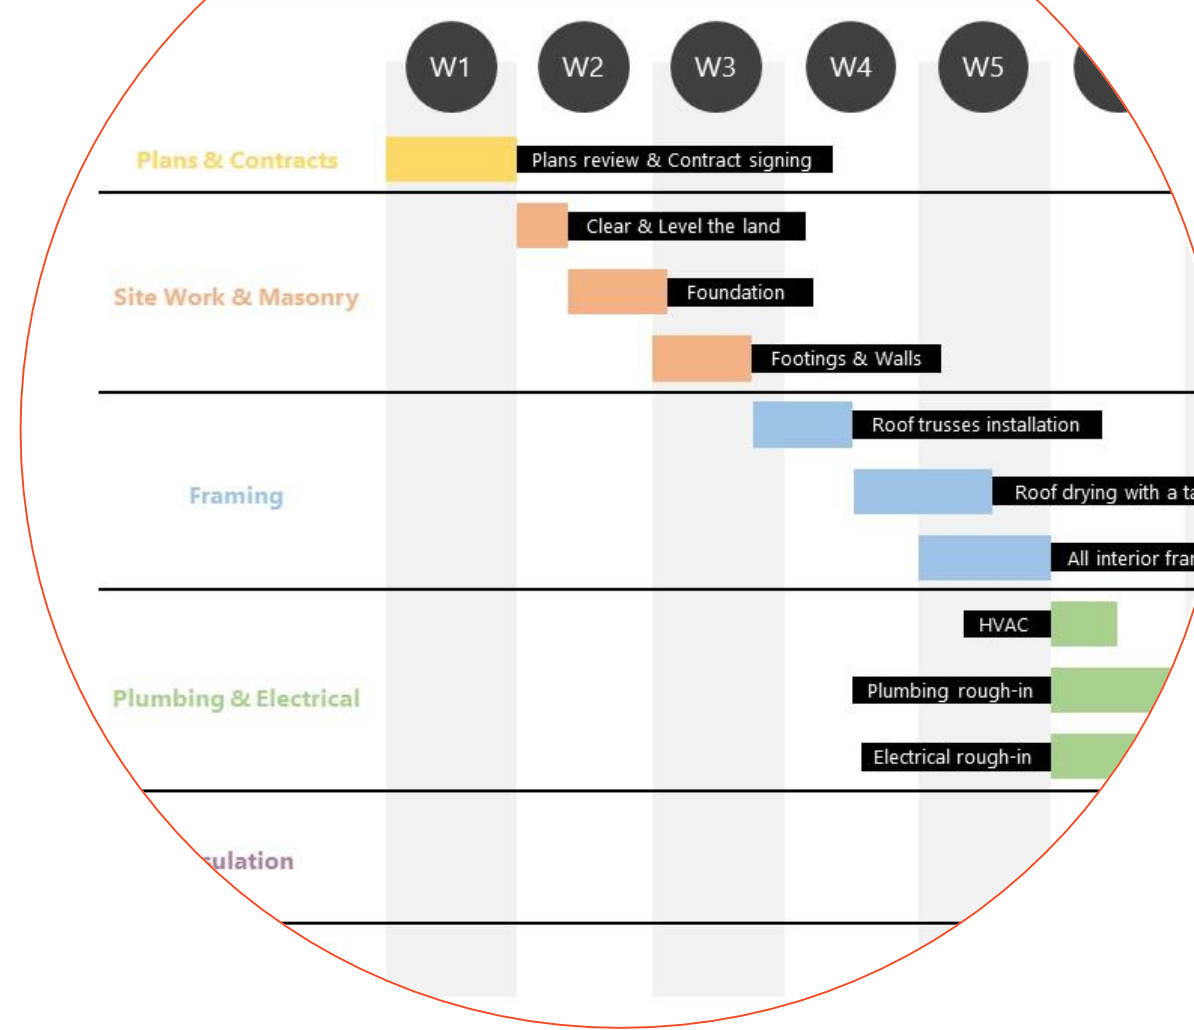 W1 W2 W3 W4 W5
Plans & Contracts
Plans review & Contract signing
Clear & Level the land
Site Work & Masonry
Foundation
Footings & Walls
Roof trusses installation
Framing
Roof drying with a
All interior
HVAC
Plumbing & Electrical
Plumbing rough-in
Electrical rough-in